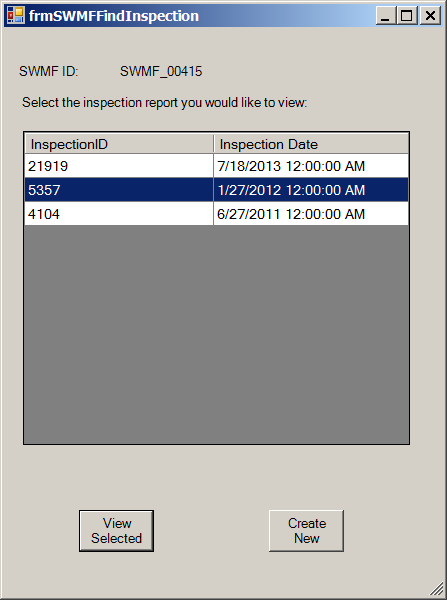 frmSWMFFindInspection
SWMF ID: SWMF_00415
Select the inspection report you would like to view:
InspectionID Inspection Date
21919 7/18/2013 12:00:00 AM
5357 1/27/2012 12:00:00 AM
4104 6/27/2011 12:00:00 AM
View
Selected
Create
New